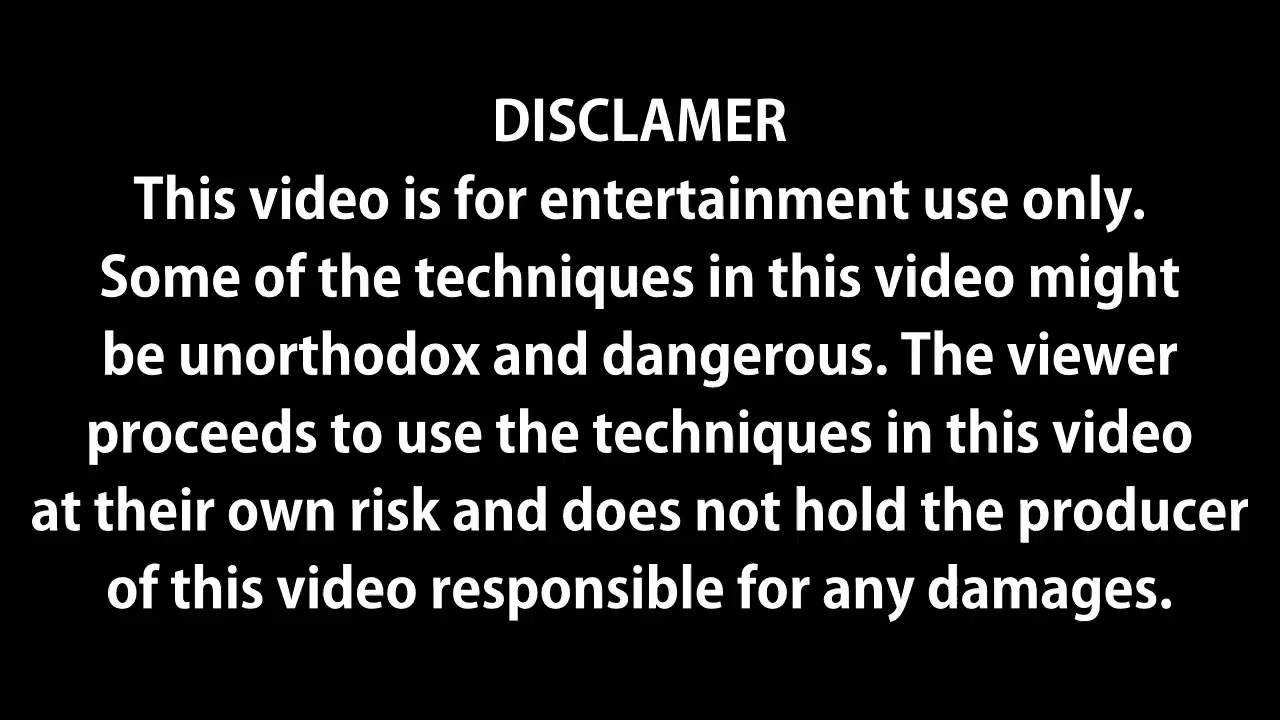 DISCLAMER
This video is for entertainment use only.
Some of the techniques in this video might
be unorthodox and dangerous. The viewer
proceeds to use the techniques in this video
at their own risk and does not hold the producer
of this video responsible for any damages.